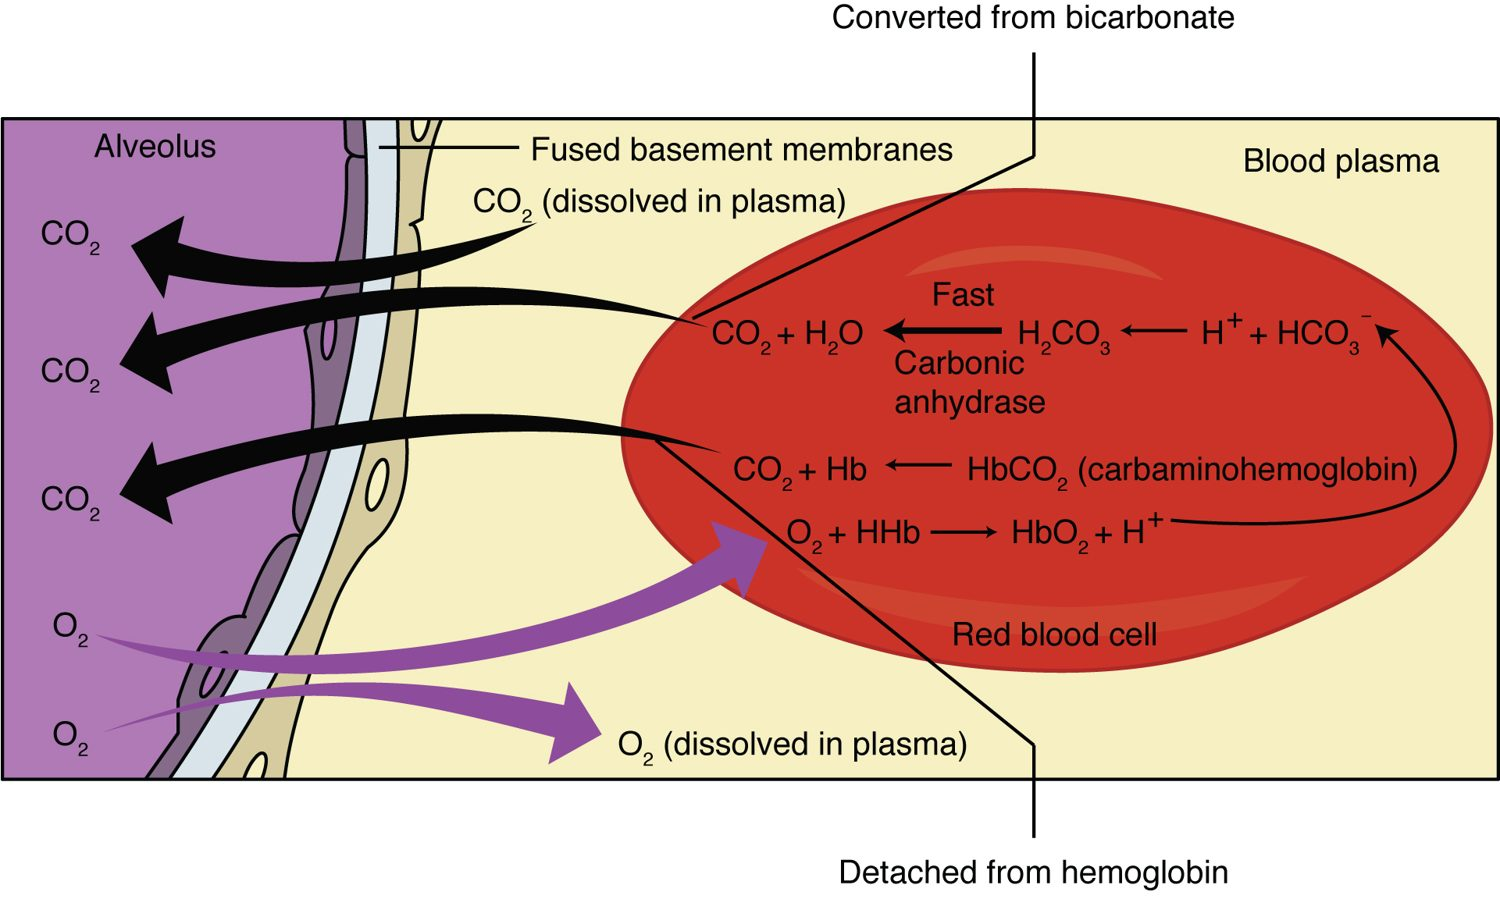 Converted from bicarbonate
Alveolus
Fused basement membranes
Blood plasma
CO₂ (dissolved in plasma)
CO₂
Fast
CO₂ + H₂O ← H₂CO₃ ← H⁺ + HCO₃⁻
Carbonic
anhydrase
CO₂
CO₂ + Hb ← HbCO₂ (carbaminohemoglobin)
CO₂
O₂ + HHb → HbO₂ + H⁺
O₂
Red blood cell
O₂
O₂ (dissolved in plasma)
Detached from hemoglobin